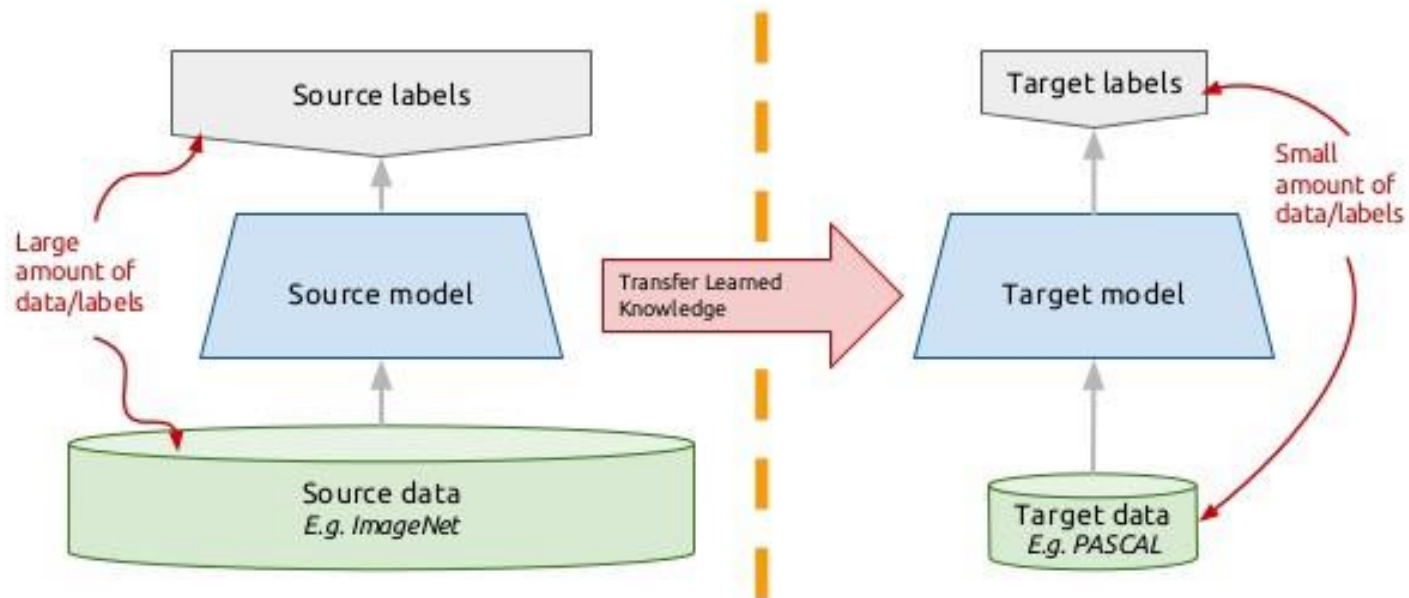 Source labels
Large
amount of
data/labels
Source model
Source data
E.g. ImageNet
Transfer Learned
Knowledge
Target labels
Small
amount of
data/labels
Target model
Target data
E.g. PASCAL